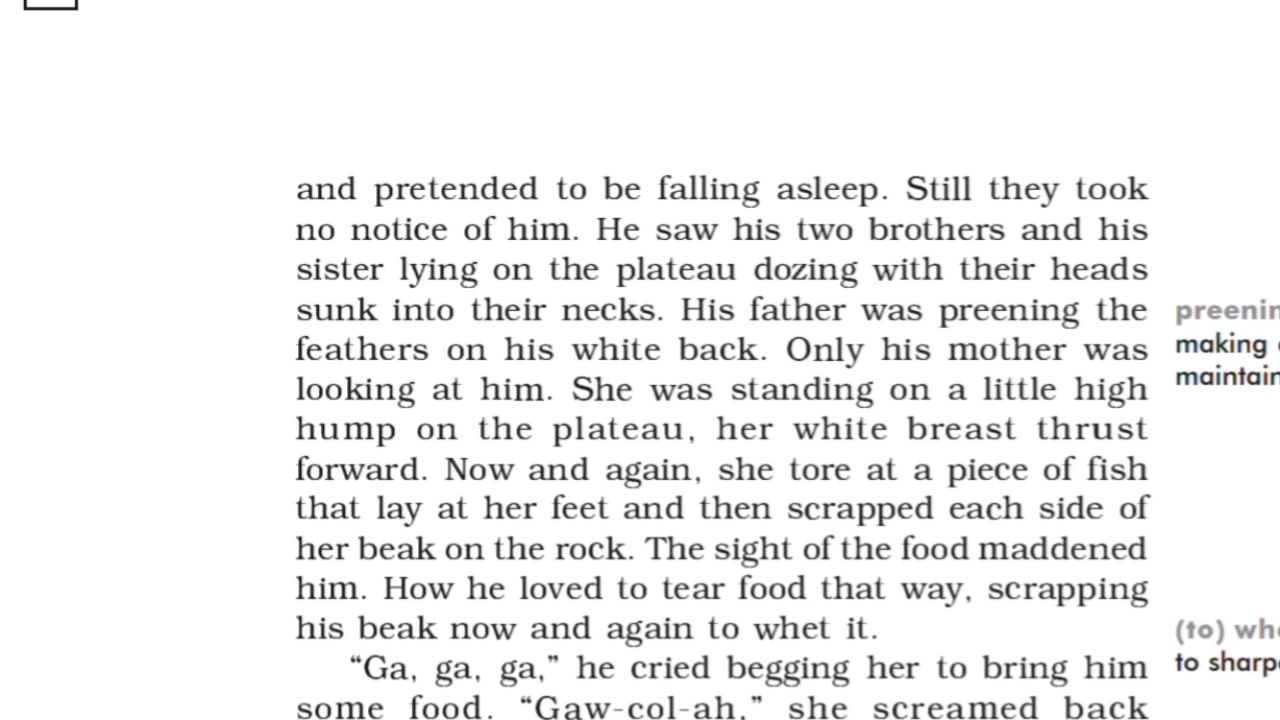 and pretended to be falling asleep. Still they took
no notice of him. He saw his two brothers and his
sister lying on the plateau dozing with their heads
sunk into their necks. His father was preening the
feathers on his white back. Only his mother was
looking at him. She was standing on a little high
hump on the plateau, her white breast thrust
forward. Now and again, she tore at a piece of fish
that lay at her feet and then scrapped each side of
her beak on the rock. The sight of the food maddened
him. How he loved to tear food that way, scrapping
his beak now and again to whet it.
“Ga, ga, ga,” he cried begging her to bring him
some food. “Gaw-col-ah,” she screamed back
making
(to)
to